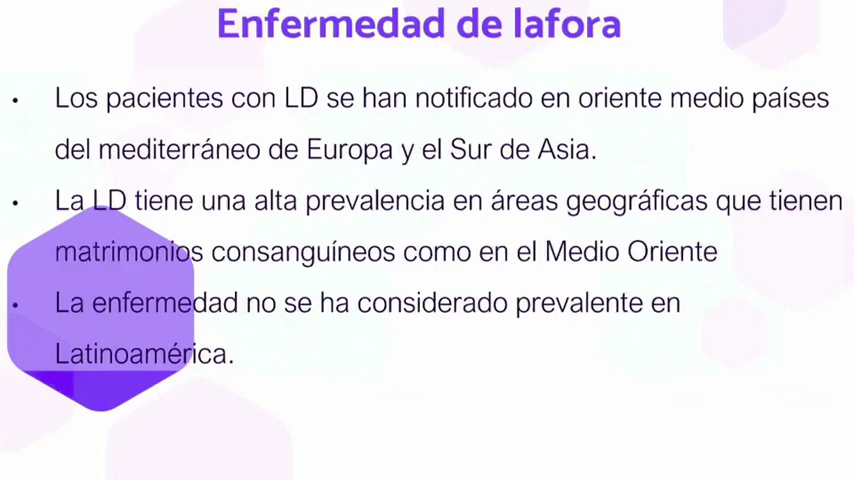 Enfermedad de lafora
• Los pacientes con LD se han notificado en oriente medio países
del mediterráneo de Europa y el Sur de Asia.
• La LD tiene una alta prevalencia en áreas geográficas que tienen
matrimonios consanguíneos como en el Medio Oriente
• La enfermedad no se ha considerado prevalente en
Latinoamérica.